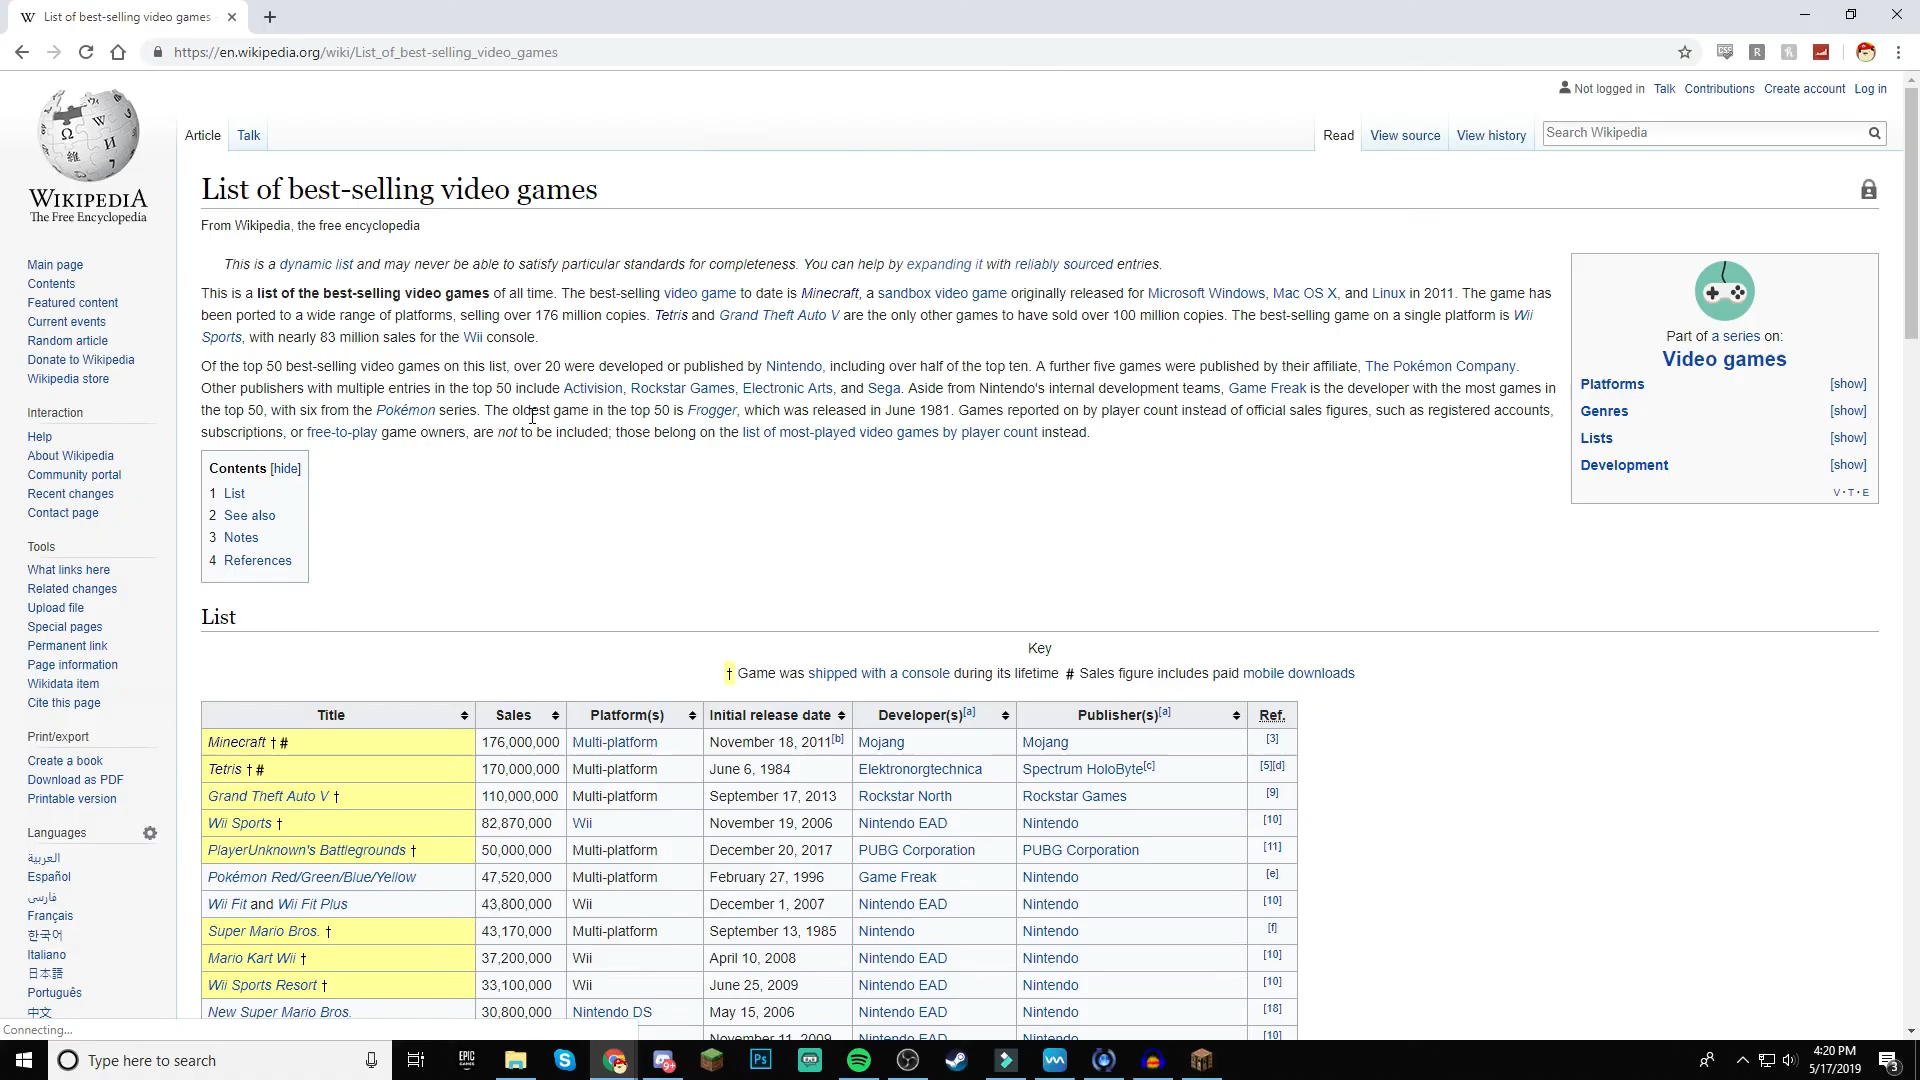 List of best-selling video games
https://en.wikipedia.org/wiki/List_of_best-selling_video_games
Not logged in Talk Contributions Create account Log in
Article Talk Read View source View history Search Wikipedia
WIKIPEDIA
The Free Encyclopedia
Main page
Contents
Featured content
Current events
Random article
Donate to Wikipedia
Wikipedia store
Interaction
Help
About Wikipedia
Community portal
Recent changes
Contact page
Tools
What links here
Related changes
Upload file
Special pages
Permanent link
Page information
Wikidata item
Cite this page
Print/export
Create a book
Download as PDF
Printable version
Languages
العربية
Español
فارسی
Français
한국어
Italiano
日本語
Português
中文
List of best-selling video games
From Wikipedia, the free encyclopedia
This is a dynamic list and may never be able to satisfy particular standards for completeness. You can help by expanding it with reliably sourced entries.
This is a list of the best-selling video games of all time. The best-selling video game to date is Minecraft, a sandbox video game originally released for Microsoft Windows, Mac OS X, and Linux in 2011. The game has
been ported to a wide range of platforms, selling over 176 million copies. Tetris and Grand Theft Auto V are the only other games to have sold over 100 million copies. The best-selling game on a single platform is Wii
Sports, with nearly 83 million sales for the Wii console.
Of the top 50 best-selling video games on this list, over 20 were developed or published by Nintendo, including over half of the top ten. A further five games were published by their affiliate, The Pokémon Company.
Other publishers with multiple entries in the top 50 include Activision, Rockstar Games, Electronic Arts, and Sega. Aside from Nintendo's internal development teams, Game Freak is the developer with the most games in
the top 50, with six from the Pokémon series. The oldest game in the top 50 is Frogger, which was released in June 1981. Games reported on by player count instead of official sales figures, such as registered accounts,
subscriptions, or free-to-play game owners, are not to be included; those belong on the list of most-played video games by player count instead.
Part of a series on:
Video games
Platforms [show]
Genres [show]
Lists [show]
Development [show]
V · T · E
Contents [hide]
1 List
2 See also
3 Notes
4 References
List
Key
† Game was shipped with a console during its lifetime # Sales figure includes paid mobile downloads
Title Sales Platform(s) Initial release date Developer(s)[a] Publisher(s)[a] Ref.
Minecraft † # 176,000,000 Multi-platform November 18, 2011[b] Mojang Mojang [3]
Tetris † # 170,000,000 Multi-platform June 6, 1984 Elektronorgtechnica Spectrum HoloByte[c] [5][d]
Grand Theft Auto V † 110,000,000 Multi-platform September 17, 2013 Rockstar North Rockstar Games [9]
Wii Sports † 82,870,000 Wii November 19, 2006 Nintendo EAD Nintendo [10]
PlayerUnknown's Battlegrounds † 50,000,000 Multi-platform December 20, 2017 PUBG Corporation PUBG Corporation [11]
Pokémon Red/Green/Blue/Yellow 47,520,000 Multi-platform February 27, 1996 Game Freak Nintendo [e]
Wii Fit and Wii Fit Plus 43,800,000 Wii December 1, 2007 Nintendo EAD Nintendo [10]
Super Mario Bros. † 43,170,000 Multi-platform September 13, 1985 Nintendo Nintendo [f]
Mario Kart Wii † 37,200,000 Wii April 10, 2008 Nintendo EAD Nintendo [10]
Wii Sports Resort † 33,100,000 Wii June 25, 2009 Nintendo EAD Nintendo [10]
New Super Mario Bros. 30,800,000 Nintendo DS May 15, 2006 Nintendo EAD Nintendo [18]
November 11, 2009 Nintendo EAD Nintendo [10]
Connecting...
Type here to search
4:20 PM
5/17/2019
3